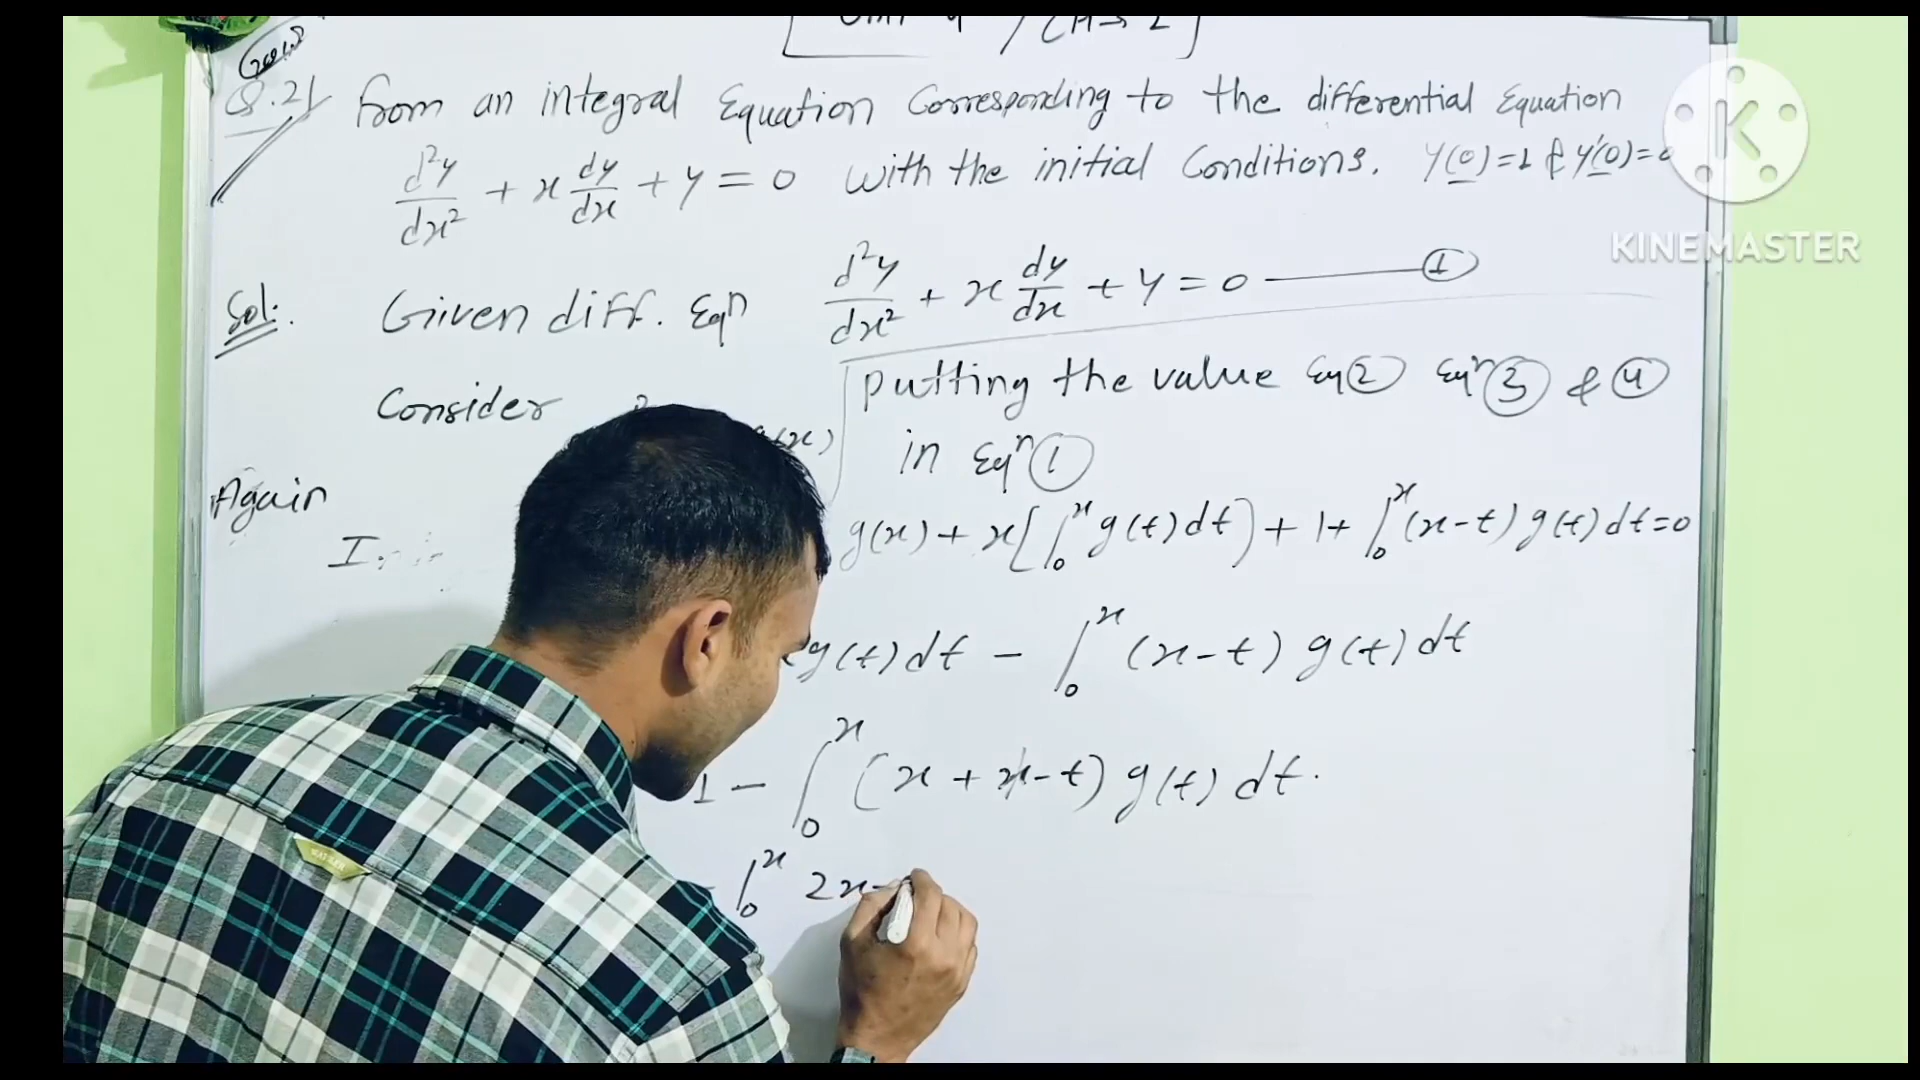 Q.2) From an integral Equation Corresponding to the differential Equation
d²y/dx² + x dy/dx + y = 0 with the initial Conditions. y(0)=1 & y'(0)=0
KINEMASTER
Sol:. Given diff. Eqⁿ d²y/dx² + x dy/dx + y = 0 ——— ①
Consider
Again
Putting the value Eq② Eqⁿ③ & ④
in Eqⁿ①
g(x) + x[∫₀ˣ g(t) dt] + 1 + ∫₀ˣ (x-t) g(t) dt = 0
g(t) dt - ∫₀ˣ (x-t) g(t) dt
1 - ∫₀ˣ (x + x - t) g(t) dt.
∫₀ˣ 2x-